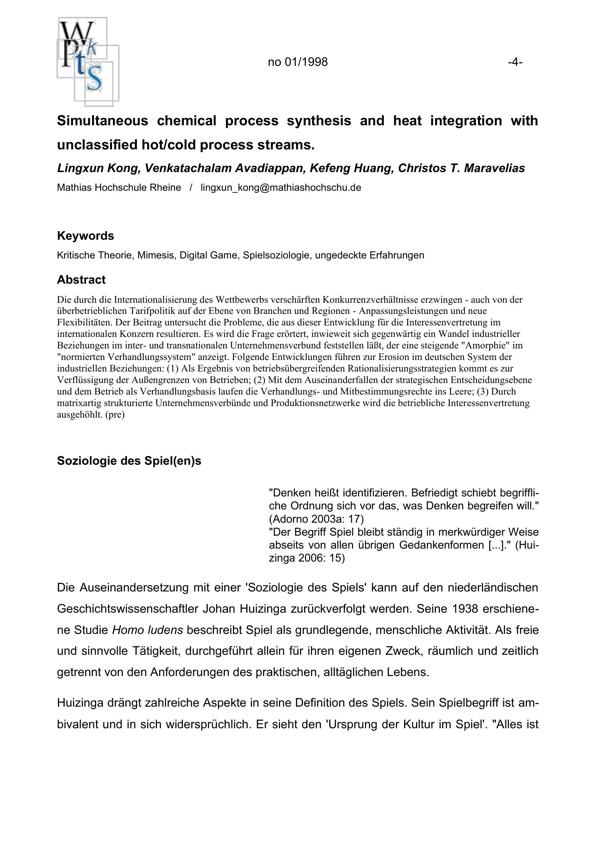 W
P k
t s
no 01/1998 -4-
Simultaneous chemical process synthesis and heat integration with
unclassified hot/cold process streams.
Lingxun Kong, Venkatachalam Avadiappan, Kefeng Huang, Christos T. Maravelias
Mathias Hochschule Rheine / lingxun_kong@mathiashochschu.de
Keywords
Kritische Theorie, Mimesis, Digital Game, Spielsoziologie, ungedeckte Erfahrungen
Abstract
Die durch die Internationalisierung des Wettbewerbs verschärften Konkurrenzverhältnisse erzwingen - auch von der
überbetrieblichen Tarifpolitik auf der Ebene von Branchen und Regionen - Anpassungsleistungen und neue
Flexibilitäten. Der Beitrag untersucht die Probleme, die aus dieser Entwicklung für die Interessenvertretung im
internationalen Konzern resultieren. Es wird die Frage erörtert, inwieweit sich gegenwärtig ein Wandel industrieller
Beziehungen im inter- und transnationalen Unternehmensverbund feststellen läßt, der eine steigende "Amorphie" im
"normierten Verhandlungssystem" anzeigt. Folgende Entwicklungen führen zur Erosion im deutschen System der
industriellen Beziehungen: (1) Als Ergebnis von betriebsübergreifenden Rationalisierungsstrategien kommt es zur
Verflüssigung der Außengrenzen von Betrieben; (2) Mit dem Auseinanderfallen der strategischen Entscheidungsebene
und dem Betrieb als Verhandlungsbasis laufen die Verhandlungs- und Mitbestimmungsrechte ins Leere; (3) Durch
matrixartig strukturierte Unternehmensverbünde und Produktionsnetzwerke wird die betriebliche Interessenvertretung
ausgehöhlt. (pre)
Soziologie des Spiel(en)s
"Denken heißt identifizieren. Befriedigt schiebt begriffli-
che Ordnung sich vor das, was Denken begreifen will."
(Adorno 2003a: 17)
"Der Begriff Spiel bleibt ständig in merkwürdiger Weise
abseits von allen übrigen Gedankenformen [...]." (Hui-
zinga 2006: 15)
Die Auseinandersetzung mit einer 'Soziologie des Spiels' kann auf den niederländischen
Geschichtswissenschaftler Johan Huizinga zurückverfolgt werden. Seine 1938 erschiene-
ne Studie Homo ludens beschreibt Spiel als grundlegende, menschliche Aktivität. Als freie
und sinnvolle Tätigkeit, durchgeführt allein für ihren eigenen Zweck, räumlich und zeitlich
getrennt von den Anforderungen des praktischen, alltäglichen Lebens.
Huizinga drängt zahlreiche Aspekte in seine Definition des Spiels. Sein Spielbegriff ist am-
bivalent und in sich widersprüchlich. Er sieht den 'Ursprung der Kultur im Spiel'. "Alles ist